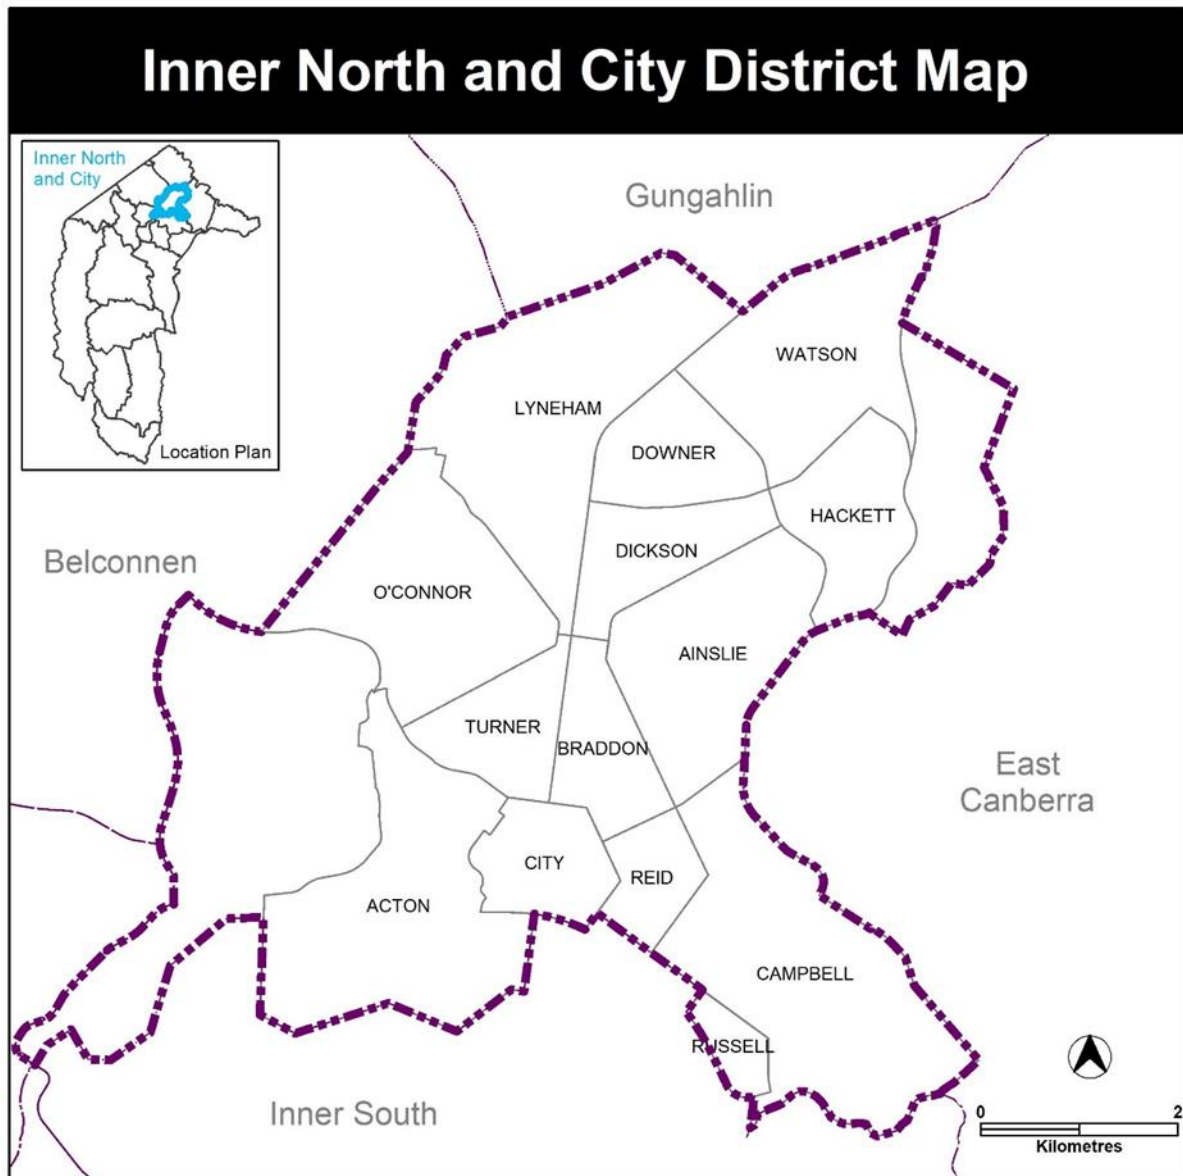 Inner North and City District Map
Inner North
and City
Location Plan
Gungahlin
WATSON
LYNEHAM
DOWNER
HACKETT
DICKSON
Belconnen
O'CONNOR
AINSLIE
TURNER
BRADDON
East
Canberra
CITY
REID
ACTON
CAMPBELL
RUSSELL
Inner South
0 2
Kilometres